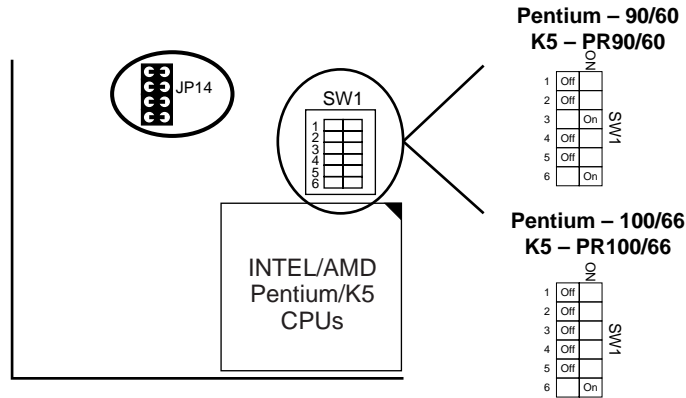 JP14
SW1
1
2
3
4
5
6
INTEL/AMD
Pentium/K5
CPUs
Pentium – 90/60
K5 – PR90/60
ON
1 Off
2 Off
3 On
4 Off
5 Off
6 On
SW1
Pentium – 100/66
K5 – PR100/66
ON
1 Off
2 Off
3 Off
4 Off
5 Off
6 On
SW1